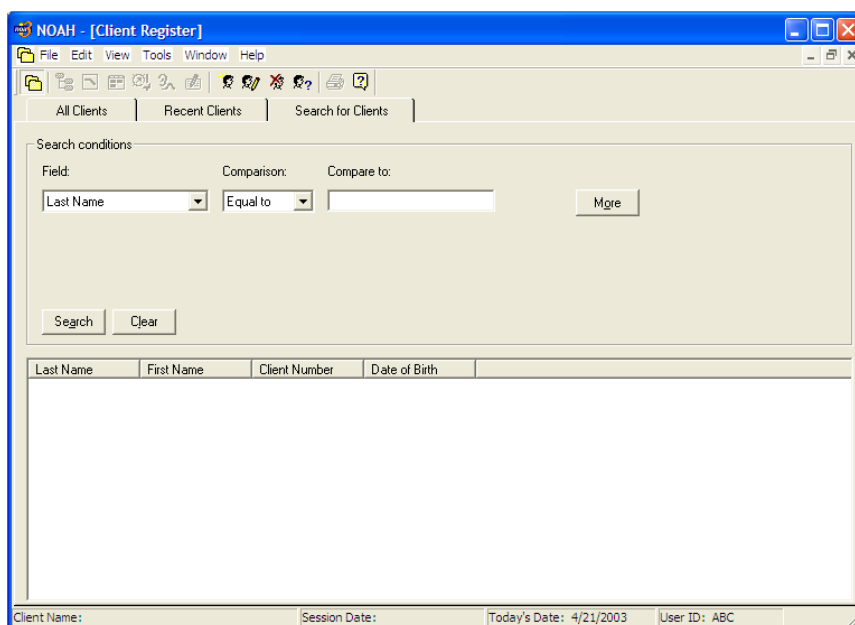 NOAH - [Client Register]
File Edit View Tools Window Help
All Clients Recent Clients Search for Clients
Search conditions
Field: Comparison: Compare to:
Last Name Equal to More
Search Clear
Last Name First Name Client Number Date of Birth
Client Name: Session Date: Today's Date: 4/21/2003 User ID: ABC